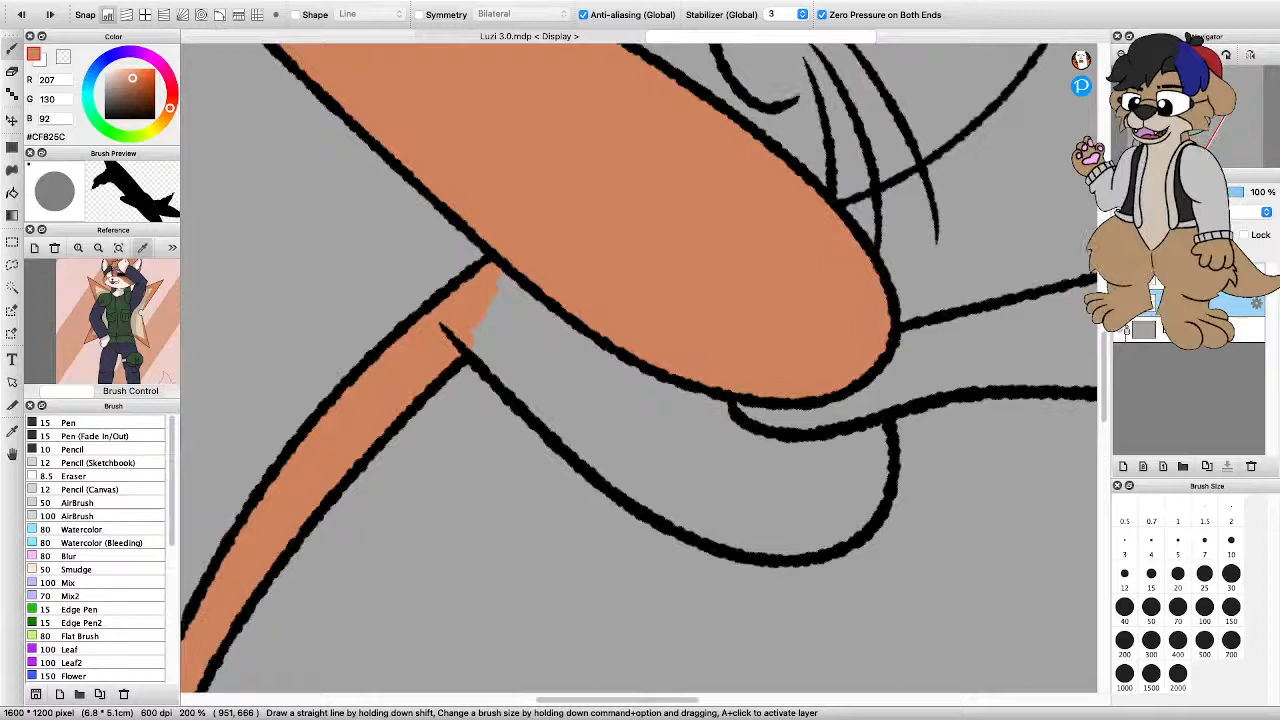 Snap Shape Line Symmetry Bilateral Anti-aliasing (Global) Stabilizer (Global) 3 Zero Pressure on Both Ends
Color Luzi 3.0.mdp < Display > Navigator
R 207
G 130
B 92
#CF825C
Brush Preview
100 %
Reference
Lock
Brush Control
Brush
15 Pen
15 Pen (Fade In/Out)
10 Pencil
12 Pencil (Sketchbook)
8.5 Eraser
12 Pencil (Canvas)
50 AirBrush
100 AirBrush
80 Watercolor
80 Watercolor (Bleeding)
80 Blur
50 Smudge
100 Mix
70 Mix2
15 Edge Pen
15 Edge Pen2
80 Flat Brush
100 Leaf
100 Leaf2
150 Flower
Brush Size
0.5 0.7 1 1.5 2
3 4 5 7 10
12 15 20 25 30
40 50 70 100 150
200 300 400 500 700
1000 1500 2000
1600 * 1200 pixel (6.8 * 5.1cm) 600 dpi 200 % ( 951, 666 ) Draw a straight line by holding down shift, Change a brush size by holding down command+option and dragging, A+click to activate layer